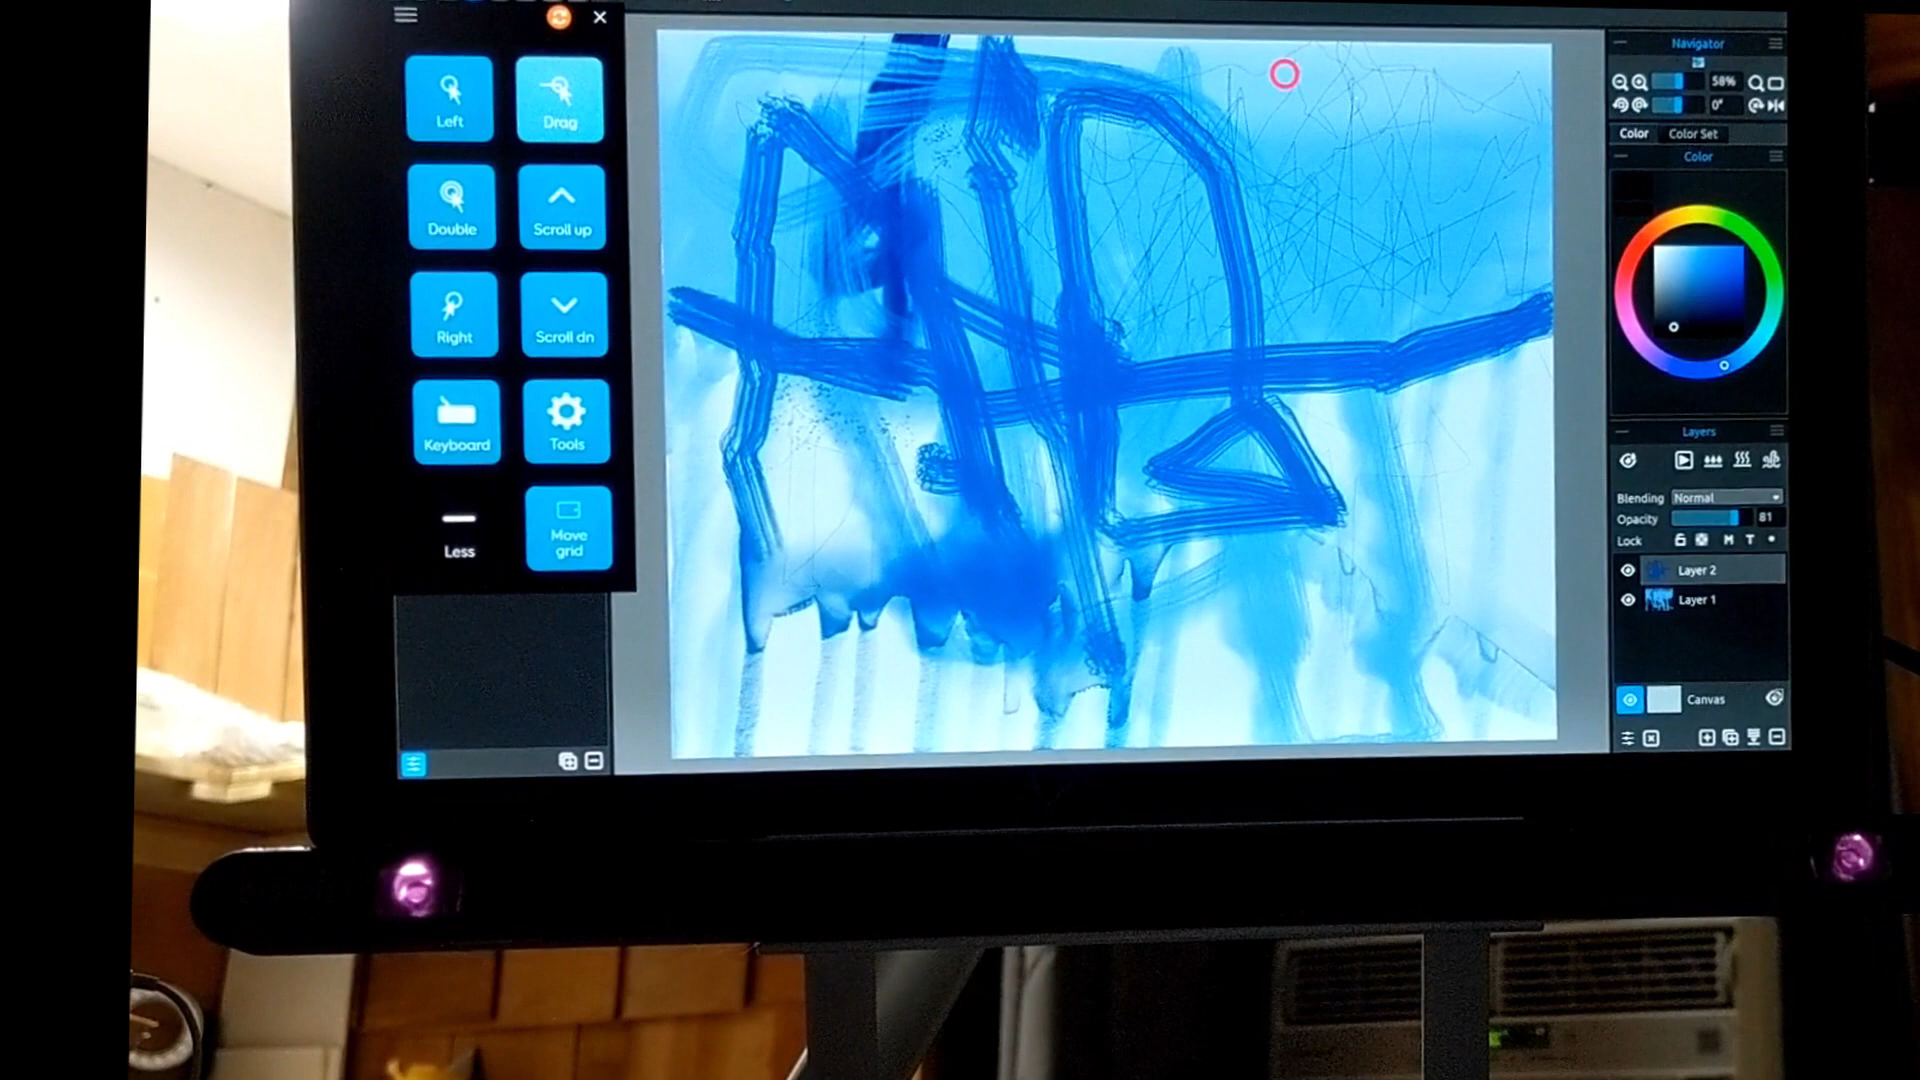 Left
Drag
Double
Scroll up
Right
Scroll dn
Keyboard
Tools
Less
Move
grid
Navigator
58%
0°
Color
Color Set
Color
Layers
Blending
Normal
Opacity
81
Lock
M
T
Layer 2
Layer 1
Canvas